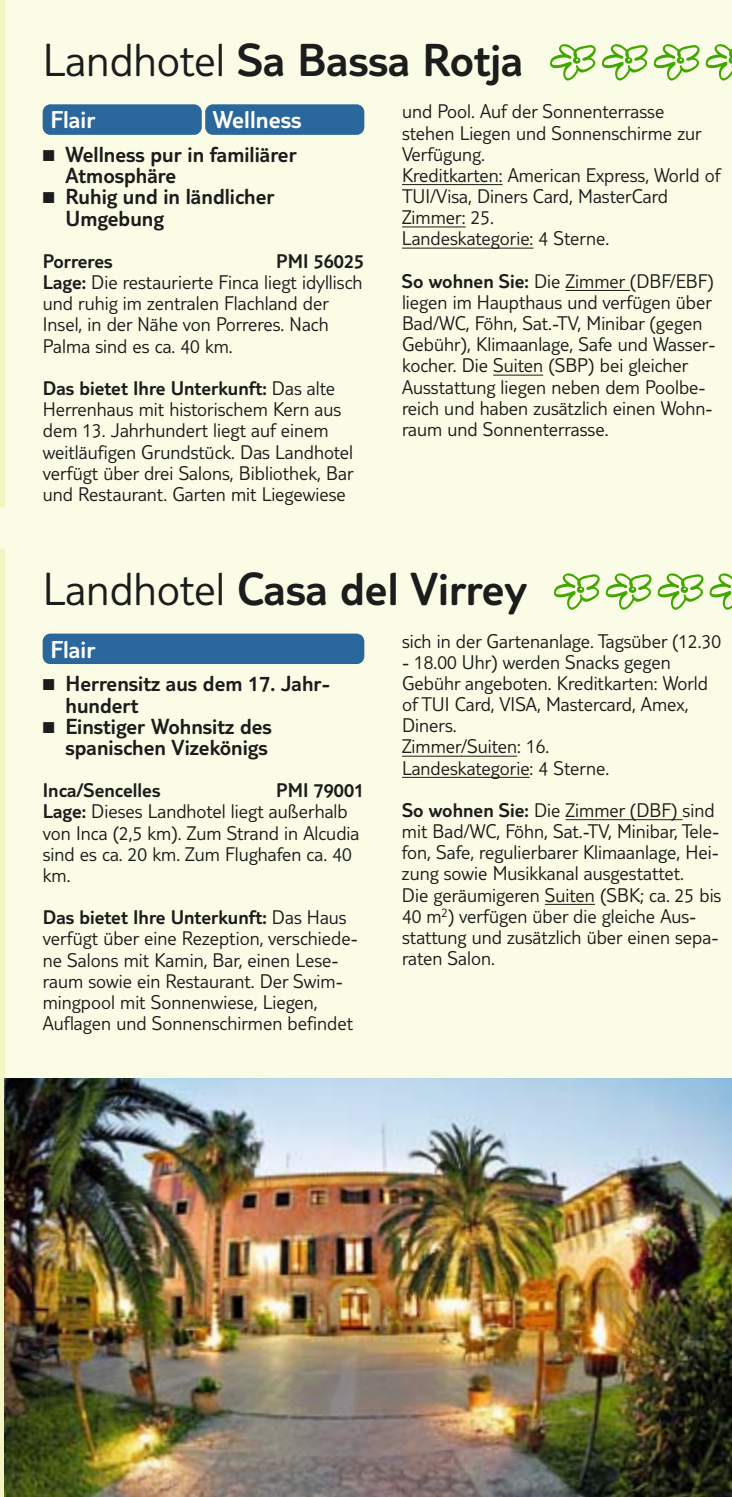 Landhotel Sa Bassa Rotja
Flair
Wellness
■ Wellness pur in familiärer
Atmosphäre
■ Ruhig und in ländlicher
Umgebung
Porreres PMI 56025
Lage: Die restaurierte Finca liegt idyllisch
und ruhig im zentralen Flachland der
Insel, in der Nähe von Porreres. Nach
Palma sind es ca. 40 km.
Das bietet Ihre Unterkunft: Das alte
Herrenhaus mit historischem Kern aus
dem 13. Jahrhundert liegt auf einem
weitläufigen Grundstück. Das Landhotel
verfügt über drei Salons, Bibliothek, Bar
und Restaurant. Garten mit Liegewiese
und Pool. Auf der Sonnenterrasse
stehen Liegen und Sonnenschirme zur
Verfügung.
Kreditkarten: American Express, World of
TUI/Visa, Diners Card, MasterCard
Zimmer: 25.
Landeskategorie: 4 Sterne.
So wohnen Sie: Die Zimmer (DBF/EBF)
liegen im Haupthaus und verfügen über
Bad/WC, Föhn, Sat.-TV, Minibar (gegen
Gebühr), Klimaanlage, Safe und Wasser-
kocher. Die Suiten (SBP) bei gleicher
Ausstattung liegen neben dem Poolbe-
reich und haben zusätzlich einen Wohn-
raum und Sonnenterrasse.
Landhotel Casa del Virrey
Flair
■ Herrensitz aus dem 17. Jahr-
hundert
■ Einstiger Wohnsitz des
spanischen Vizekönigs
Inca/Sencelles PMI 79001
Lage: Dieses Landhotel liegt außerhalb
von Inca (2,5 km). Zum Strand in Alcudia
sind es ca. 20 km. Zum Flughafen ca. 40
km.
Das bietet Ihre Unterkunft: Das Haus
verfügt über eine Rezeption, verschiede-
ne Salons mit Kamin, Bar, einen Lese-
raum sowie ein Restaurant. Der Swim-
mingpool mit Sonnenwiese, Liegen,
Auflagen und Sonnenschirmen befindet
sich in der Gartenanlage. Tagsüber (12.30
- 18.00 Uhr) werden Snacks gegen
Gebühr angeboten. Kreditkarten: World
of TUI Card, VISA, Mastercard, Amex,
Diners.
Zimmer/Suiten: 16.
Landeskategorie: 4 Sterne.
So wohnen Sie: Die Zimmer (DBF) sind
mit Bad/WC, Föhn, Sat.-TV, Minibar, Tele-
fon, Safe, regulierbarer Klimaanlage, Hei-
zung sowie Musikkanal ausgestattet.
Die geräumigeren Suiten (SBK; ca. 25 bis
40 m²) verfügen über die gleiche Aus-
stattung und zusätzlich über einen sepa-
raten Salon.